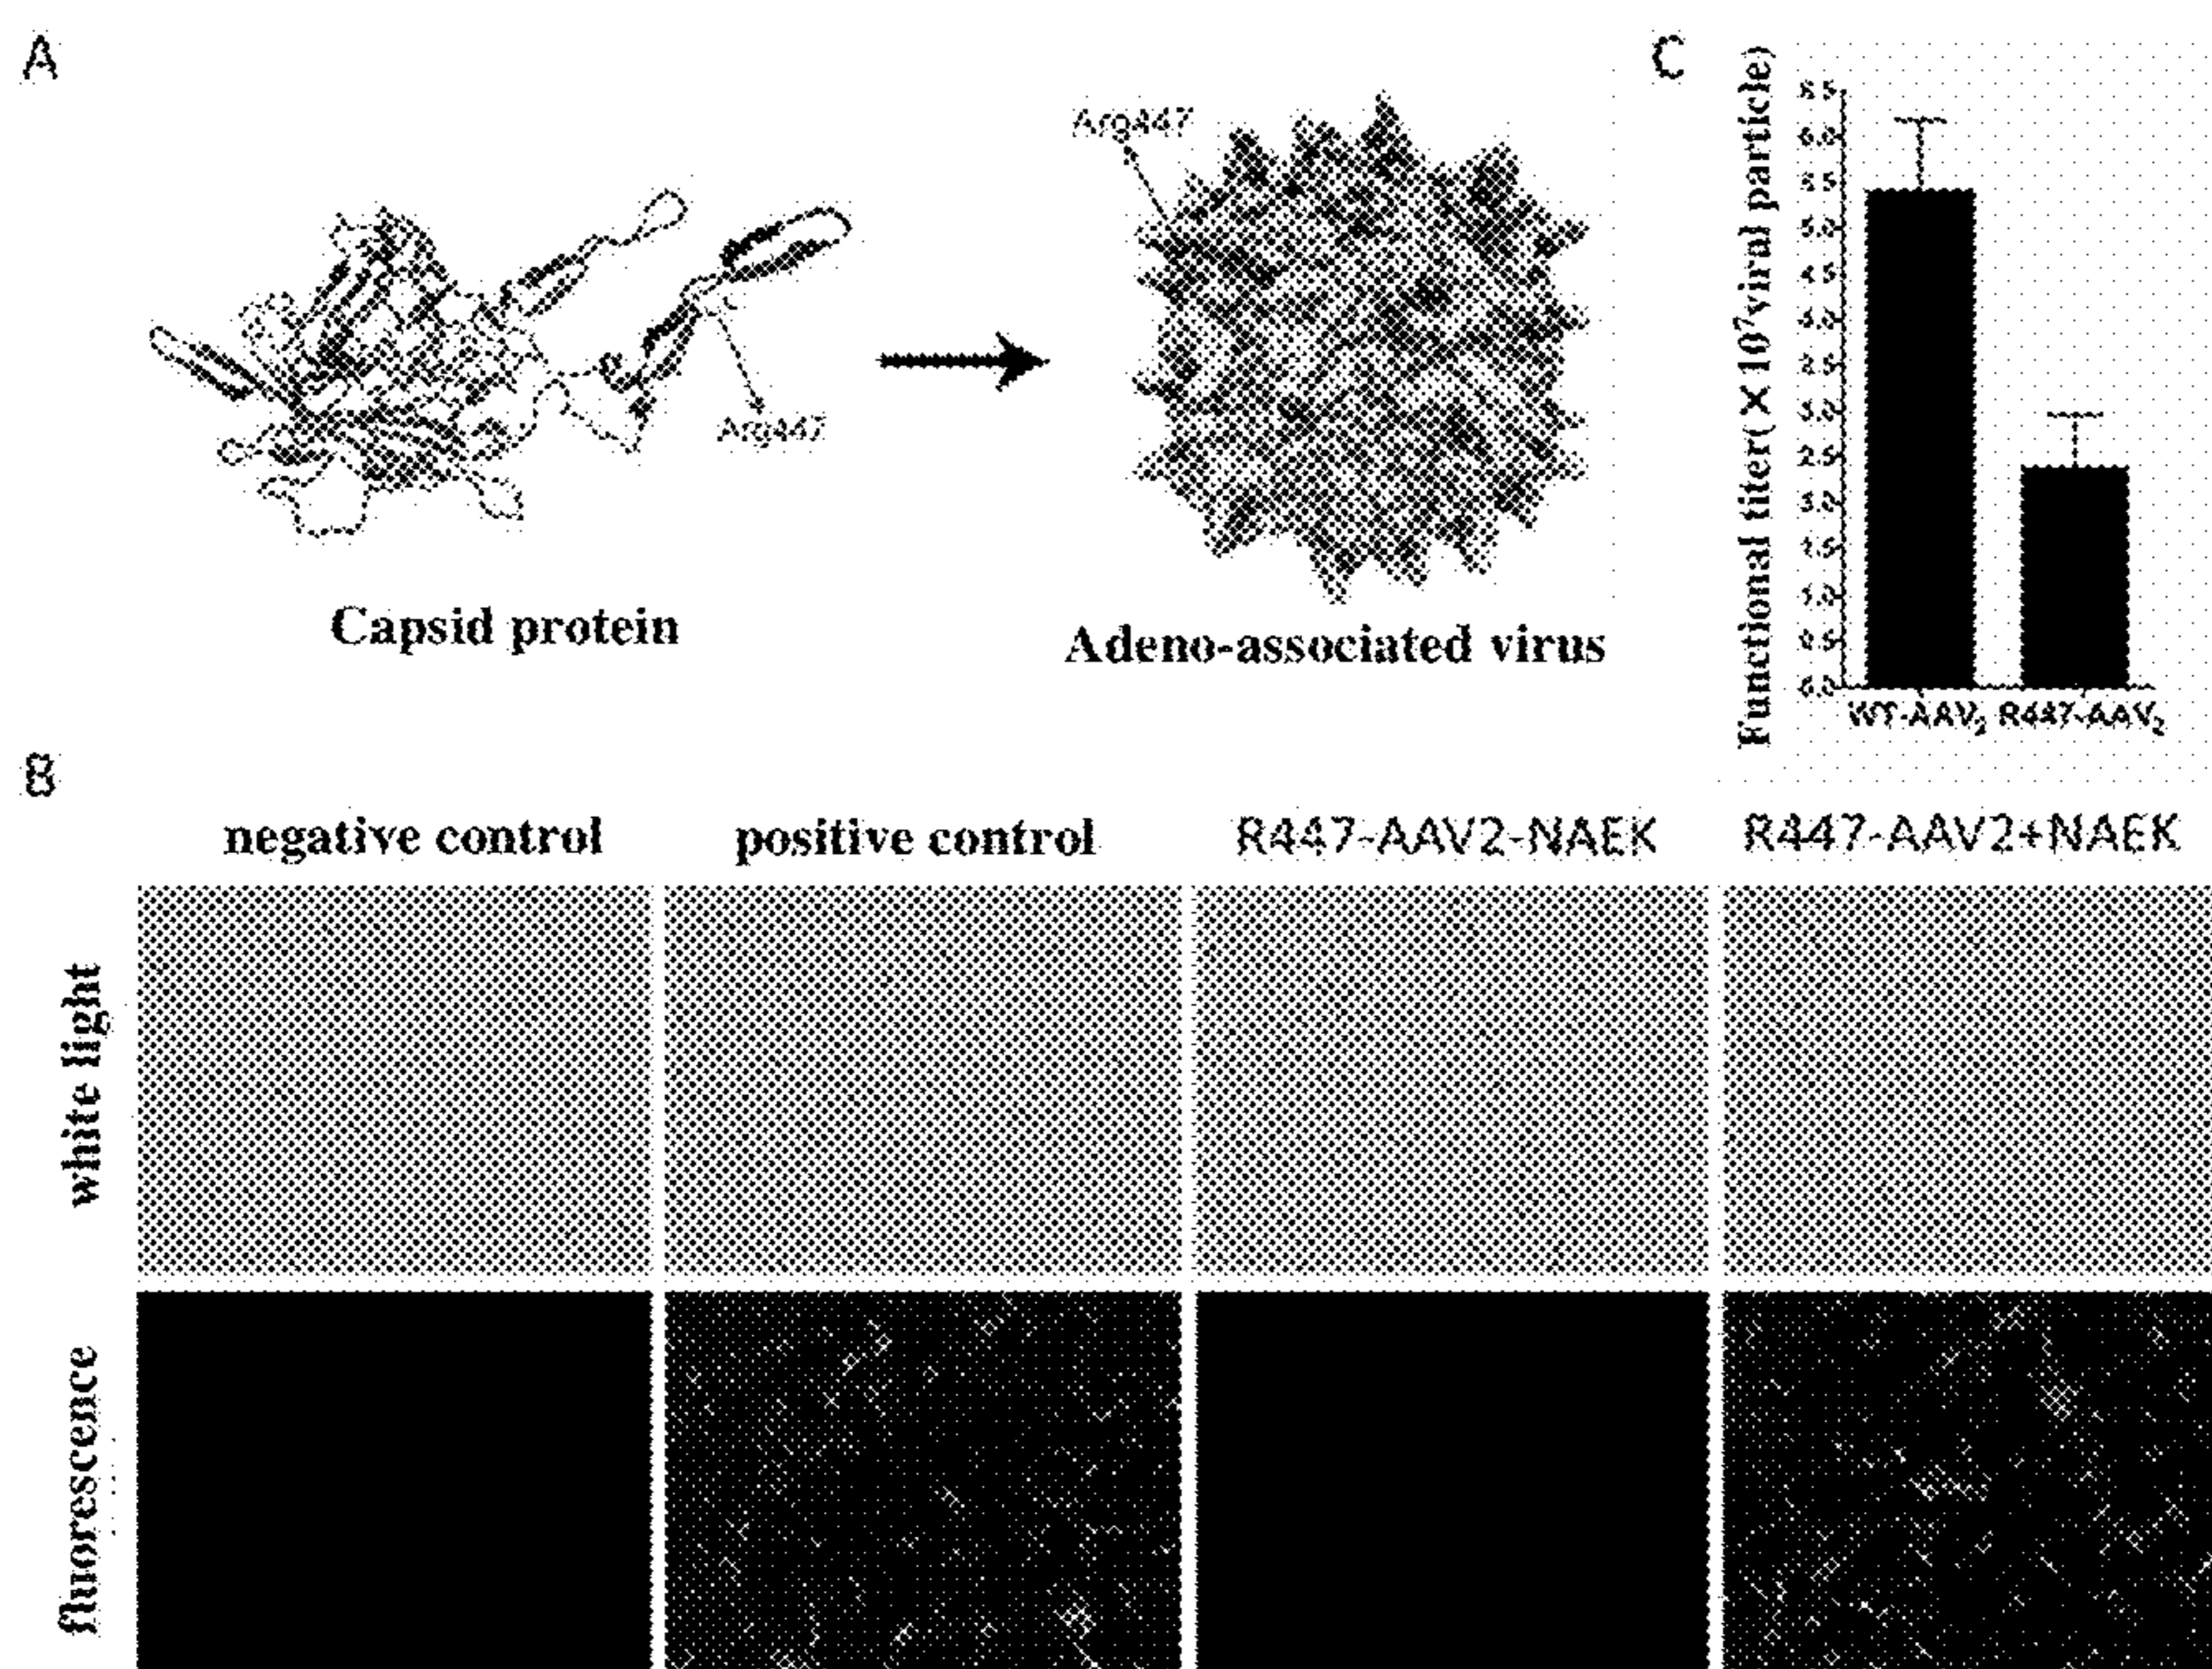 A
Arg447
Capsid protein
Arg447
Adeno-associated virus
C
Functional titer(×10⁷viral particle)
WT-AAV₂ R447-AAV₂
B
negative control
positive control
R447-AAV2-NAEK
R447-AAV2+NAEK
white light
fluorescence